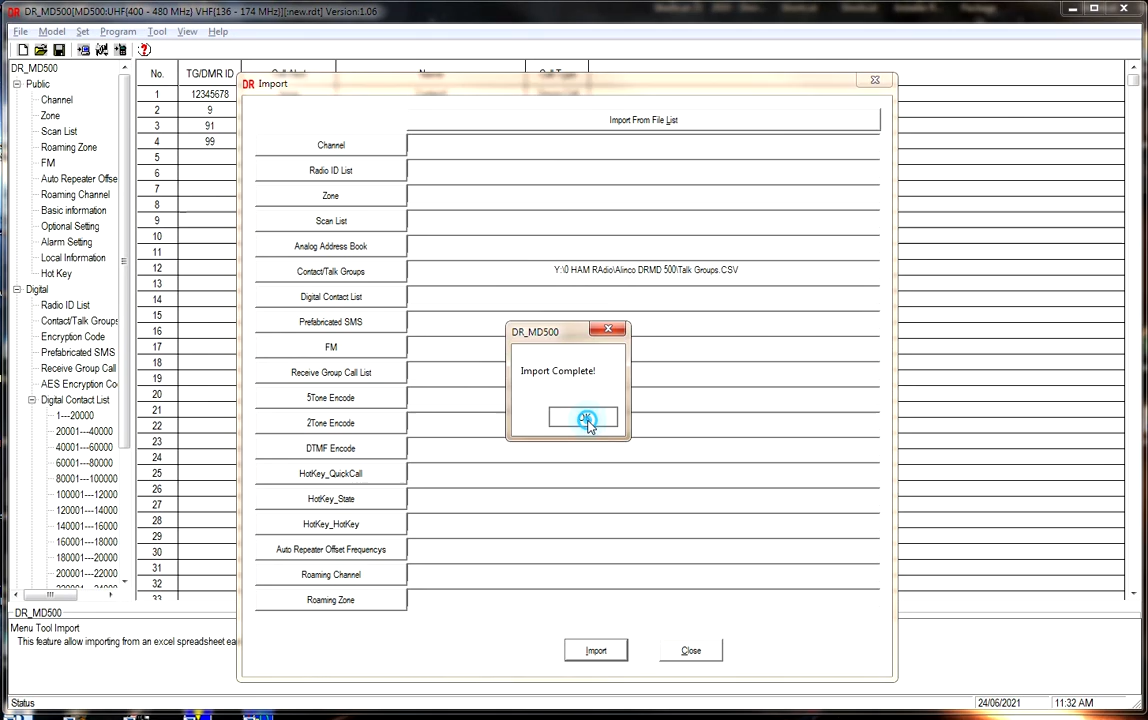 DR_MD500[MD500:UHF(400 - 480 MHz) VHF(136 - 174 MHz)][:new.rdt] Version:1.06
File Model Set Program Tool View Help
DR_MD500
Public
Channel
Zone
Scan List
Roaming Zone
FM
Auto Repeater Offse
Roaming Channel
Basic information
Optional Setting
Alarm Setting
Local Information
Hot Key
Digital
Radio ID List
Contact/Talk Groups
Encryption Code
Prefabricated SMS
Receive Group Call
AES Encryption Co
Digital Contact List
1---20000
20001---40000
40001---60000
60001---80000
80001---100000
100001---12000
120001---14000
140001---16000
160001---18000
180001---20000
200001---22000
No. TG/DMR ID
1 12345678
2 9
3 91
4 99
5
6
7
8
9
10
11
12
13
14
15
16
17
18
19
20
21
22
23
24
25
26
27
28
29
30
31
32
33
Import
Import From File List
Channel
Radio ID List
Zone
Scan List
Analog Address Book
Contact/Talk Groups Y:\0 HAM RAdio\Alinco DRMD 500\Talk Groups.CSV
Digital Contact List
Prefabricated SMS
FM
Receive Group Call List
5Tone Encode
2Tone Encode
DTMF Encode
HotKey_QuickCall
HotKey_State
HotKey_HotKey
Auto Repeater Offset Frequencys
Roaming Channel
Roaming Zone
Import Close
DR_MD500
Import Complete!
DR_MD500
Menu Tool Import
This feature allow importing from an excel spreadsheet ea
Status 24/06/2021 11:32 AM